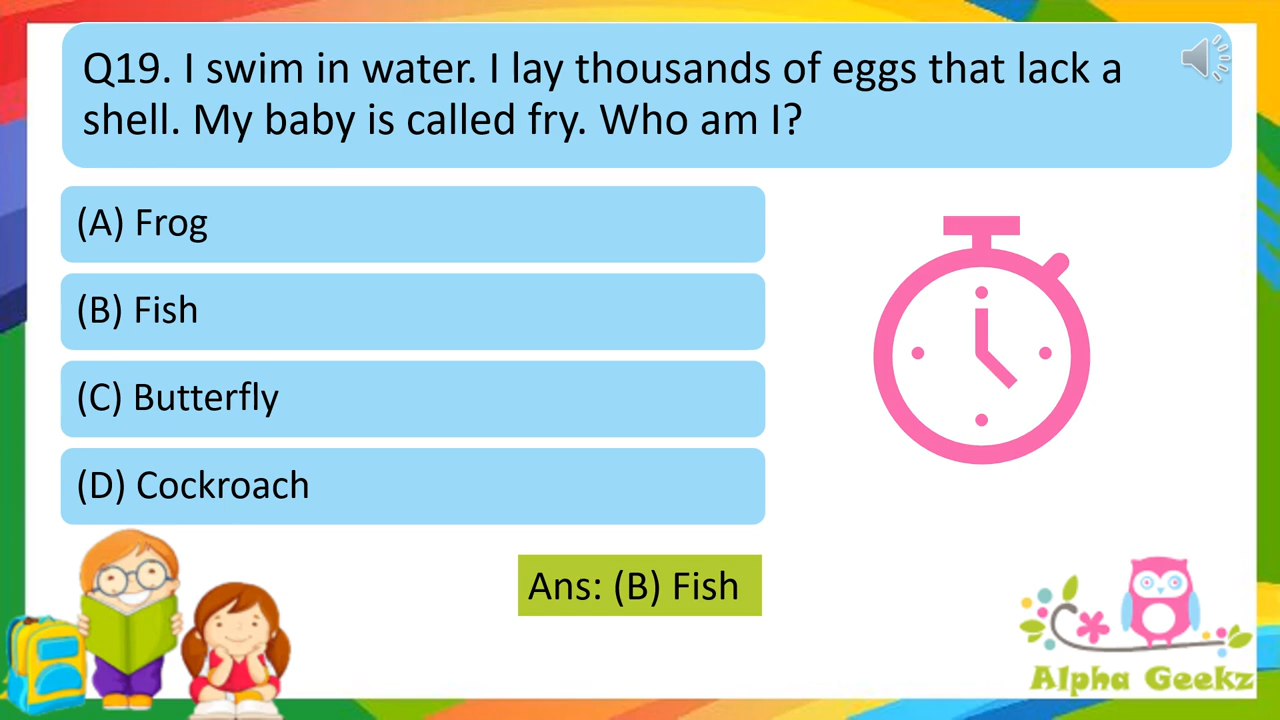 Q19. I swim in water. I lay thousands of eggs that lack a
shell. My baby is called fry. Who am I?
(A) Frog
(B) Fish
(C) Butterfly
(D) Cockroach
Ans: (B) Fish
Alpha Geekz